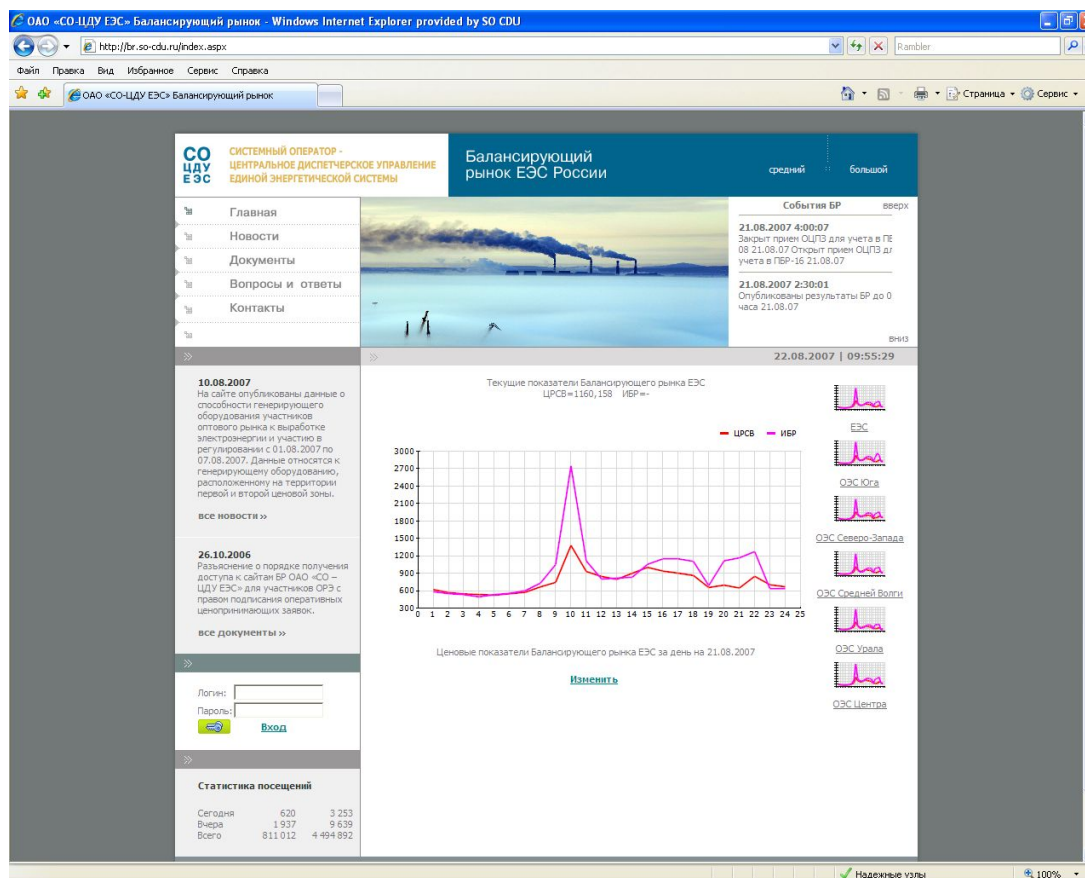 ОАО «СО-ЦДУ ЕЭС» Балансирующий рынок - Windows Internet Explorer provided by SO CDU
http://br.so-cdu.ru/index.aspx
Rambler
Файл Правка Вид Избранное Сервис Справка
ОАО «СО-ЦДУ ЕЭС» Балансирующий рынок
Страница
Сервис
СО
ЦДУ
ЕЭС
СИСТЕМНЫЙ ОПЕРАТОР -
ЦЕНТРАЛЬНОЕ ДИСПЕТЧЕРСКОЕ УПРАВЛЕНИЕ
ЕДИНОЙ ЭНЕРГЕТИЧЕСКОЙ СИСТЕМЫ
Балансирующий
рынок ЕЭС России
средний :: большой
Главная
Новости
Документы
Вопросы и ответы
Контакты
События БР вверх
21.08.2007 4:00:07
Закрыт прием ОЦПЗ для учета в ПЕ
08 21.08.07 Открыт прием ОЦПЗ дг
учета в ПБР-16 21.08.07
21.08.2007 2:30:01
Опубликованы результаты БР до 0
часа 21.08.07
вниз
22.08.2007 | 09:55:29
10.08.2007
На сайте опубликованы данные о
способности генерирующего
оборудования участников
оптового рынка к выработке
электроэнергии и участию в
регулировании с 01.08.2007 по
07.08.2007. Данные относятся к
генерирующему оборудованию,
расположенному на территории
первой и второй ценовой зоны.
все новости »
26.10.2006
Разъяснение о порядке получения
доступа к сайтам БР ОАО «СО –
ЦДУ ЕЭС» для участников ОРЭ с
правом подписания оперативных
ценопринимающих заявок.
все документы »
Логин:
Пароль:
Вход
Статистика посещений
Сегодня 620 3 253
Вчера 1 937 9 639
Всего 811 012 4 494 892
Текущие показатели Балансирующего рынка ЕЭС
ЦРСВ=1160,158 ИБР=-
ЦРСВ ИБР
3000
2700
2400
2100
1800
1500
1200
900
600
300
0 1 2 3 4 5 6 7 8 9 10 11 12 13 14 15 16 17 18 19 20 21 22 23 24 25
Ценовые показатели Балансирующего рынка ЕЭС за день на 21.08.2007
Изменить
ЕЭС
ОЭС Юга
ОЭС Северо-Запада
ОЭС Средней Волги
ОЭС Урала
ОЭС Центра
Надежные узлы
100%